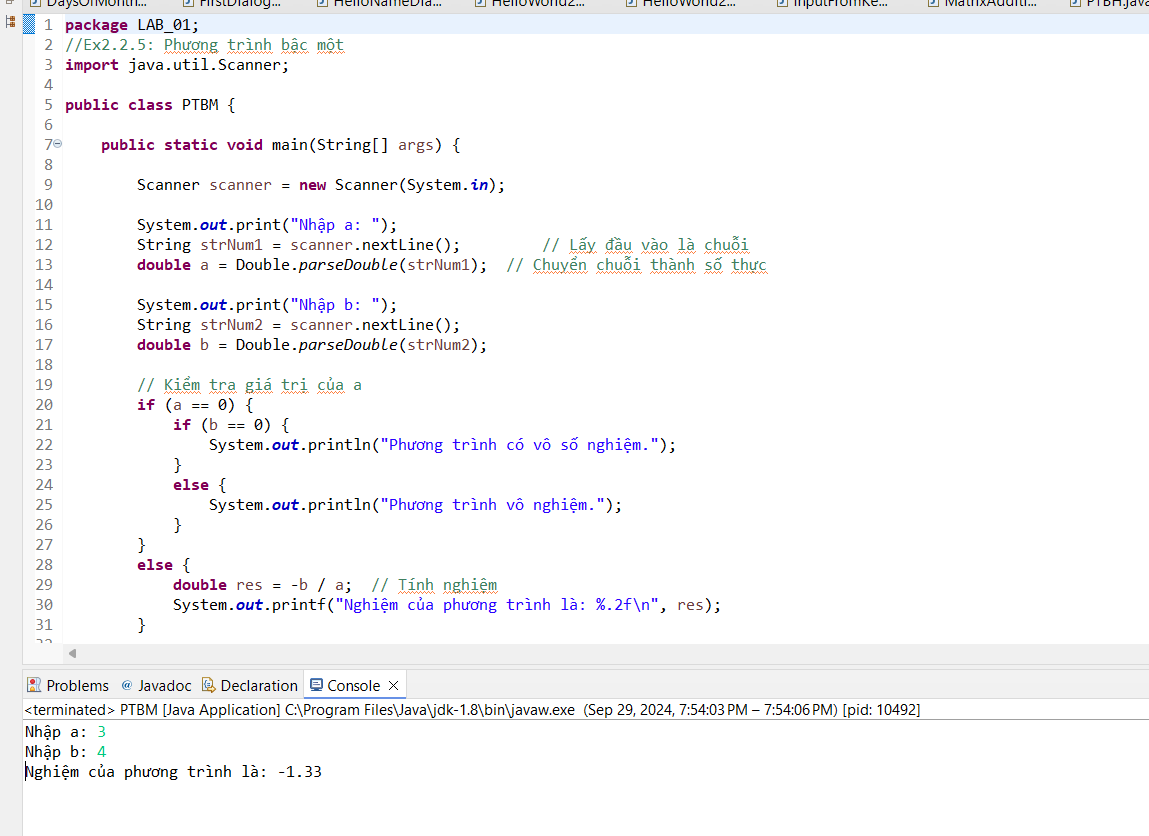 DaysOfMonth... FirstDialog... HelloNameDia... HelloWorld2... HelloWorld2... InputFromKe... MatrixAdditi... PTBH.java
1 package LAB_01;
2 //Ex2.2.5: Phương trình bậc một
3 import java.util.Scanner;
4
5 public class PTBM {
6
7 public static void main(String[] args) {
8
9 Scanner scanner = new Scanner(System.in);
10
11 System.out.print("Nhập a: ");
12 String strNum1 = scanner.nextLine(); // Lấy đầu vào là chuỗi
13 double a = Double.parseDouble(strNum1); // Chuyển chuỗi thành số thực
14
15 System.out.print("Nhập b: ");
16 String strNum2 = scanner.nextLine();
17 double b = Double.parseDouble(strNum2);
18
19 // Kiểm tra giá trị của a
20 if (a == 0) {
21 if (b == 0) {
22 System.out.println("Phương trình có vô số nghiệm.");
23 }
24 else {
25 System.out.println("Phương trình vô nghiệm.");
26 }
27 }
28 else {
29 double res = -b / a; // Tính nghiệm
30 System.out.printf("Nghiệm của phương trình là: %.2f\n", res);
31 }
Problems @ Javadoc Declaration Console
<terminated> PTBM [Java Application] C:\Program Files\Java\jdk-1.8\bin\javaw.exe (Sep 29, 2024, 7:54:03 PM – 7:54:06 PM) [pid: 10492]
Nhập a: 3
Nhập b: 4
Nghiệm của phương trình là: -1.33